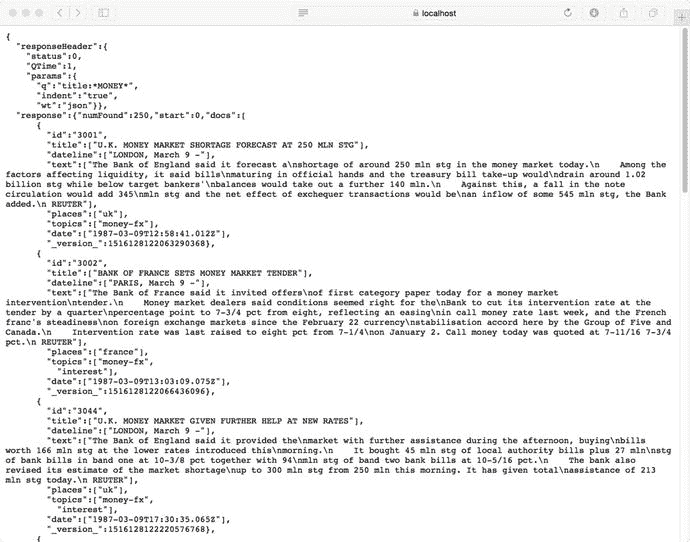 localhost
{
"responseHeader":{
"status":0,
"QTime":1,
"params":{
"q":"title:*MONEY*",
"indent":"true",
"wt":"json"}},
"response":{"numFound":250,"start":0,"docs":[
{
"id":"3001",
"title":["U.K. MONEY MARKET SHORTAGE FORECAST AT 250 MLN STG"],
"dateline":["LONDON, March 9 -"],
"text":["The Bank of England said it forecast a\nshortage of around 250 mln stg in the money market today.\n    Among the
factors affecting liquidity, it said bills\nmaturing in official hands and the treasury bill take-up would\ndrain around 1.02
billion stg while below target bankers'\nbalances would take out a further 140 mln.\n    Against this, a fall in the note
circulation would add 345\nmln stg and the net effect of exchequer transactions would be\nan inflow of some 545 mln stg, the Bank
added.\n REUTER"],
"places":["uk"],
"topics":["money-fx"],
"date":["1987-03-09T12:58:41.012Z"],
"_version_":1516128122063290368},
{
"id":"3002",
"title":["BANK OF FRANCE SETS MONEY MARKET TENDER"],
"dateline":["PARIS, March 9 -"],
"text":["The Bank of France said it invited offers\nof first category paper today for a money market
intervention\ntender.\n    Money market dealers said conditions seemed right for the\nBank to cut its intervention rate at the
tender by a quarter\npercentage point to 7-3/4 pct from eight, reflecting an easing\nin call money rate last week, and the French
franc's steadiness\non foreign exchange markets since the February 22 currency\nstabilisation accord here by the Group of Five and
Canada.\n    Intervention rate was last raised to eight pct from 7-1/4\non January 2. Call money today was quoted at 7-11/16 7-3/4
pct.\n REUTER"],
"places":["france"],
"topics":["money-fx",
"interest"],
"date":["1987-03-09T13:03:09.075Z"],
"_version_":1516128122066436096},
{
"id":"3044",
"title":["U.K. MONEY MARKET GIVEN FURTHER HELP AT NEW RATES"],
"dateline":["LONDON, March 9 -"],
"text":["The Bank of England said it provided the\nmarket with further assistance during the afternoon, buying\nbills
worth 166 mln stg at the lower rates introduced this\nmorning.\n    It bought 45 mln stg of local authority bills plus 27 mln\nstg
of bank bills in band one at 10-3/8 pct together with 94\nmln stg of band two bank bills at 10-5/16 pct.\n    The bank also
revised its estimate of the market shortage\nup to 300 mln stg from 250 mln this morning. It has given total\nassistance of 213
mln stg today.\n REUTER"],
"places":["uk"],
"topics":["money-fx",
"interest"],
"date":["1987-03-09T17:30:35.065Z"],
"_version_":1516128122220576768},
{